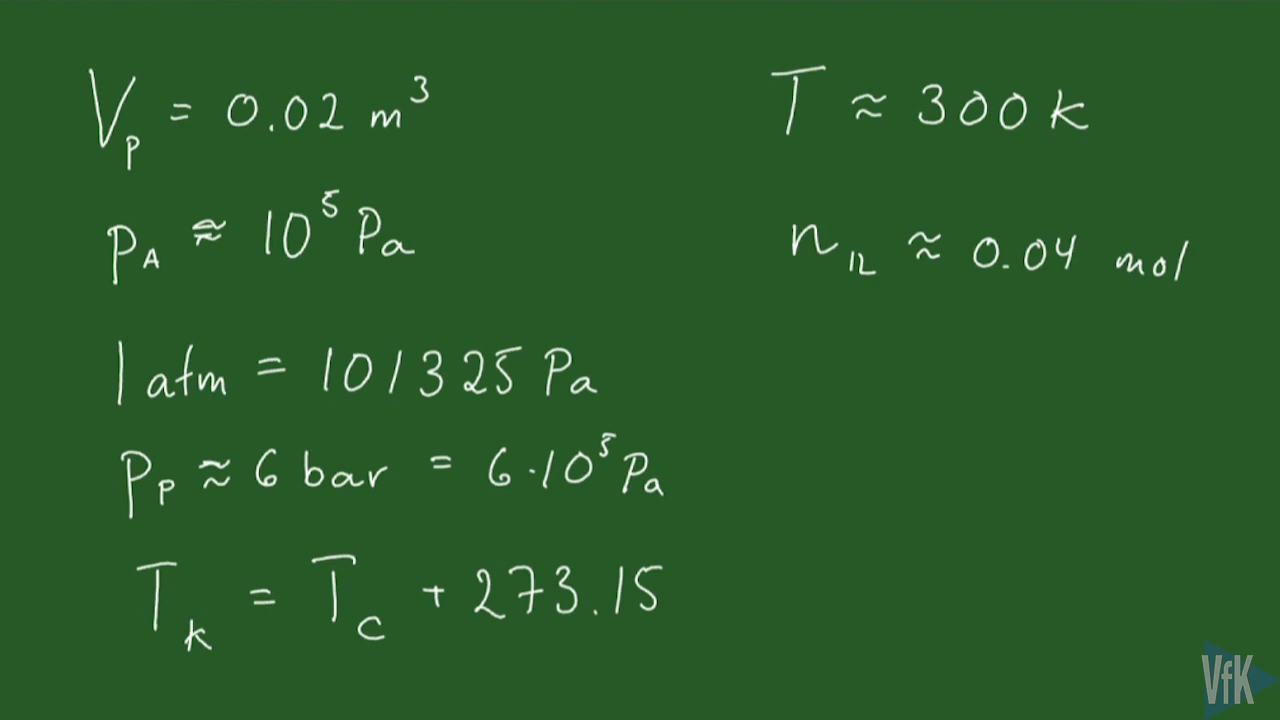 V_p = 0.02 m³
T ≈ 300 k
p_A ≈ 10⁵ Pa
n_12 ≈ 0.04 mol
1 atm = 101325 Pa
P_p ≈ 6 bar = 6·10⁵ Pa
T_k = T_c + 273.15
VfK